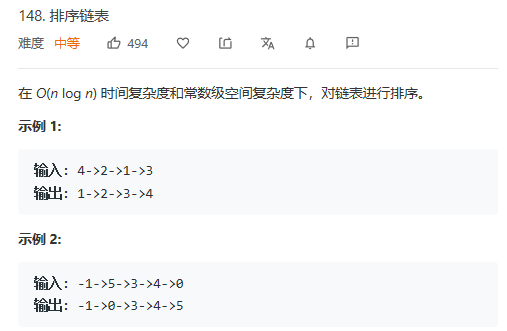 148. 排序链表
难度 中等 494
在 O(n log n) 时间复杂度和常数级空间复杂度下，对链表进行排序。
示例 1:
输入: 4->2->1->3
输出: 1->2->3->4
示例 2:
输入: -1->5->3->4->0
输出: -1->0->3->4->5